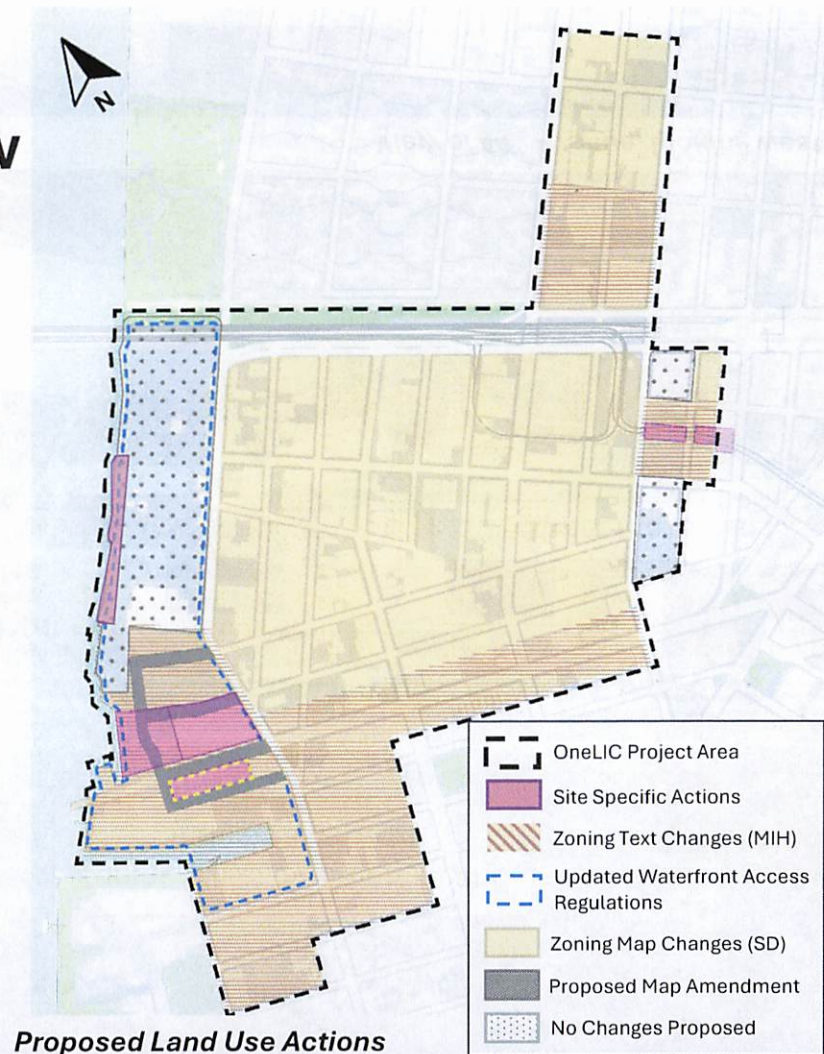 N
OneLIC Project Area
Site Specific Actions
Zoning Text Changes (MIH)
Updated Waterfront Access
Regulations
Zoning Map Changes (SD)
Proposed Map Amendment
No Changes Proposed
Proposed Land Use Actions